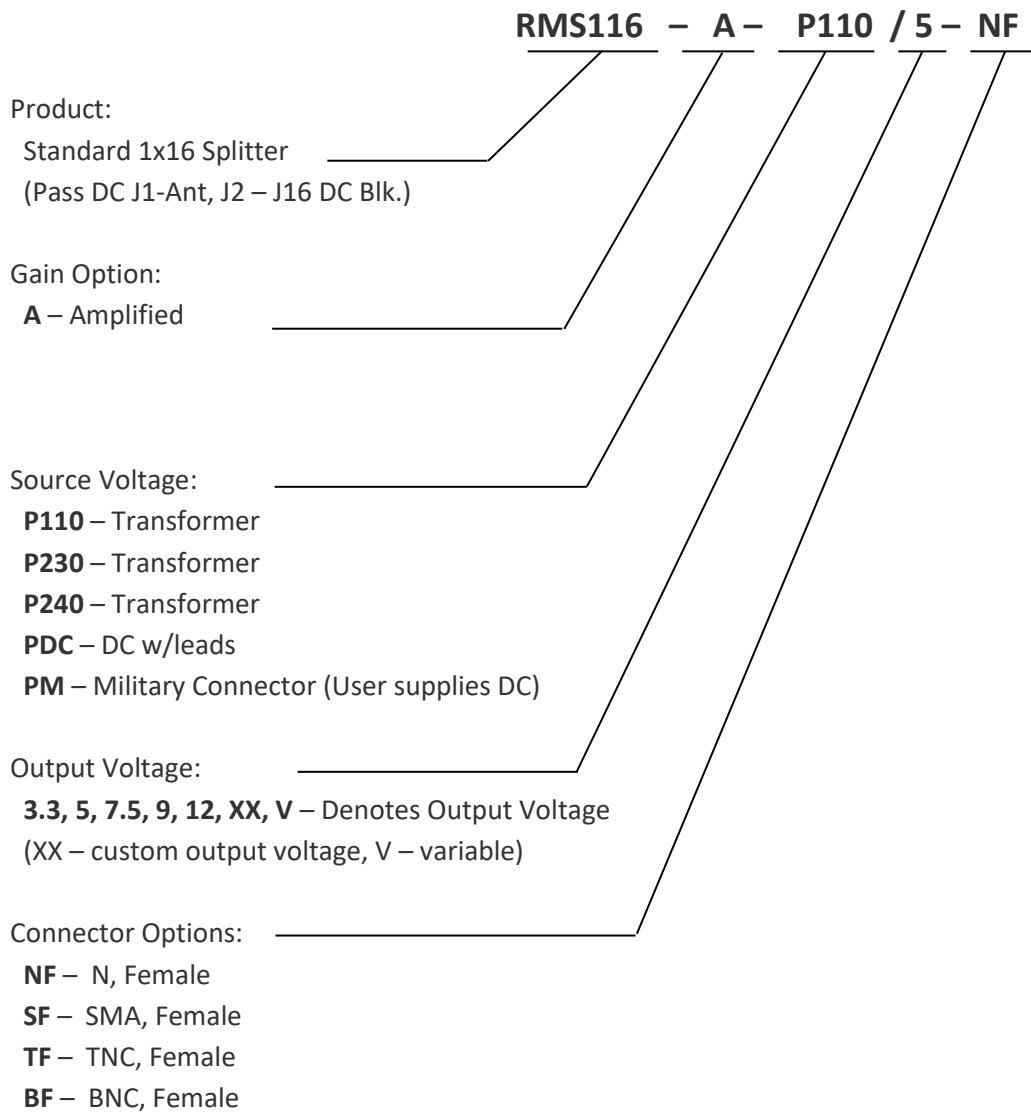 RMS116 – A – P110 / 5 – NF
Product:
Standard 1x16 Splitter
(Pass DC J1-Ant, J2 – J16 DC Blk.)
Gain Option:
A – Amplified
Source Voltage:
P110 – Transformer
P230 – Transformer
P240 – Transformer
PDC – DC w/leads
PM – Military Connector (User supplies DC)
Output Voltage:
3.3, 5, 7.5, 9, 12, XX, V – Denotes Output Voltage
(XX – custom output voltage, V – variable)
Connector Options:
NF – N, Female
SF – SMA, Female
TF – TNC, Female
BF – BNC, Female